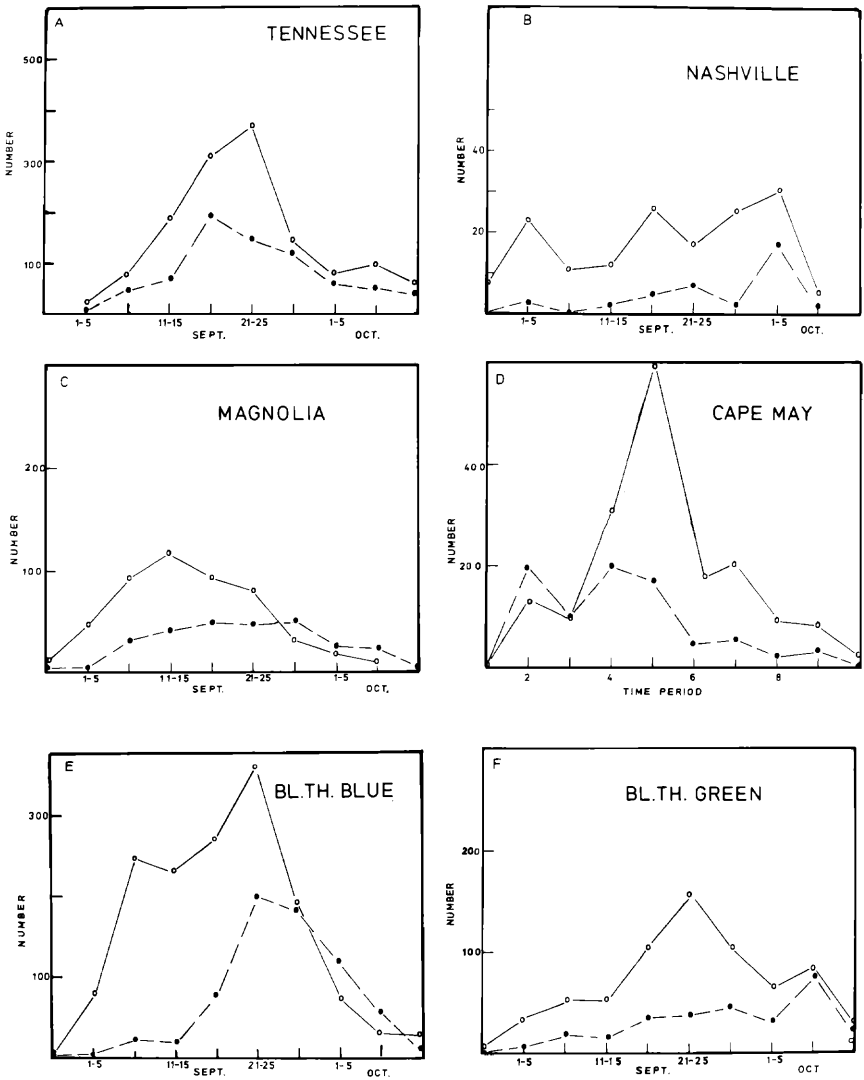 A
TENNESSEE
500
300
100
NUMBER
1-5 11-15 21-25 1-5
SEPT. OCT.
B
NASHVILLE
40
20
NUMBER
1-5 11-15 21-25 1-5
SEPT. OCT.
C
MAGNOLIA
200
100
NUMBER
1-5 11-15 21-25 1-5
SEPT. OCT.
D
CAPE MAY
400
200
NUMBER
2 4 6 8
TIME PERIOD
E
BL.TH. BLUE
300
100
NUMBER
1-5 11-15 21-25 1-5
SEPT. OCT.
F
BL.TH. GREEN
200
100
NUMBER
1-5 11-15 21-25 1-5
SEPT. OCT